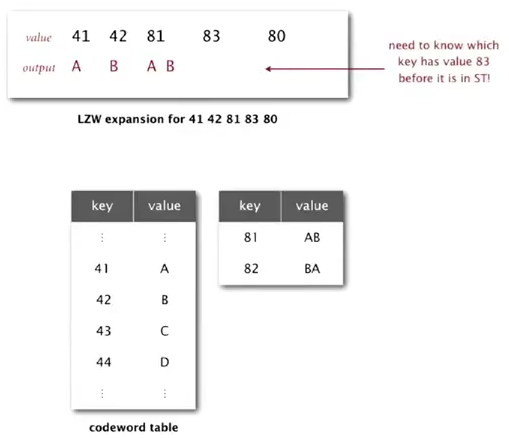 value 41 42 81 83 80
output A B A B
need to know which
key has value 83
before it is in ST!
LZW expansion for 41 42 81 83 80
key value
⋮ ⋮
41 A
42 B
43 C
44 D
⋮ ⋮
codeword table
key value
81 AB
82 BA